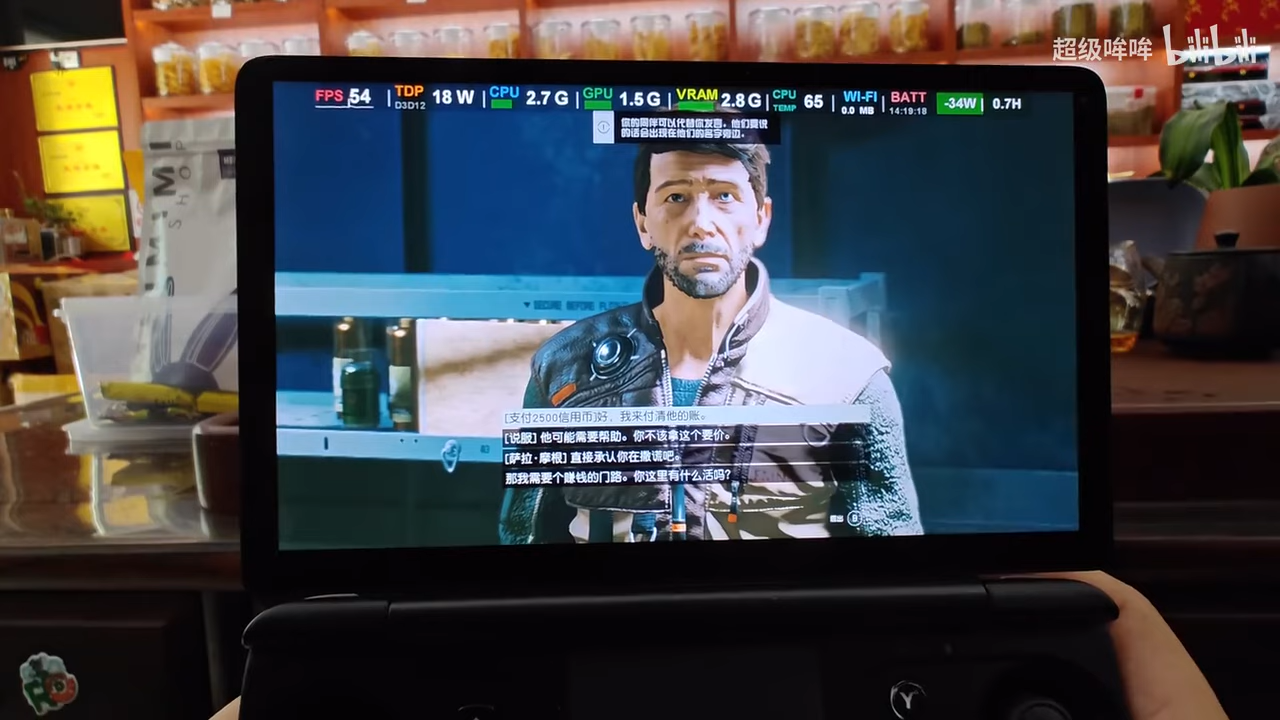 超级哞哞 bilibili
FPS 54 | TDP D3D12 18 W | CPU 2.7 G | GPU 1.5 G | VRAM 2.8 G | CPU TEMP 65 | WI-FI 0.0 MB | BATT 14:19:18 -34W | 0.7H
你的同伴可以代替你发言。他们要说
的话会出现在他们的名字旁边。
SHOP
SECURE BEFORE
[支付2500信用币]好，我来付清他的账。
[说服] 他可能需要帮助。你不该拿这个要价。
[萨拉·摩根] 直接承认你在撒谎吧。
那我需要个赚钱的门路。你这里有什么活吗？
Y